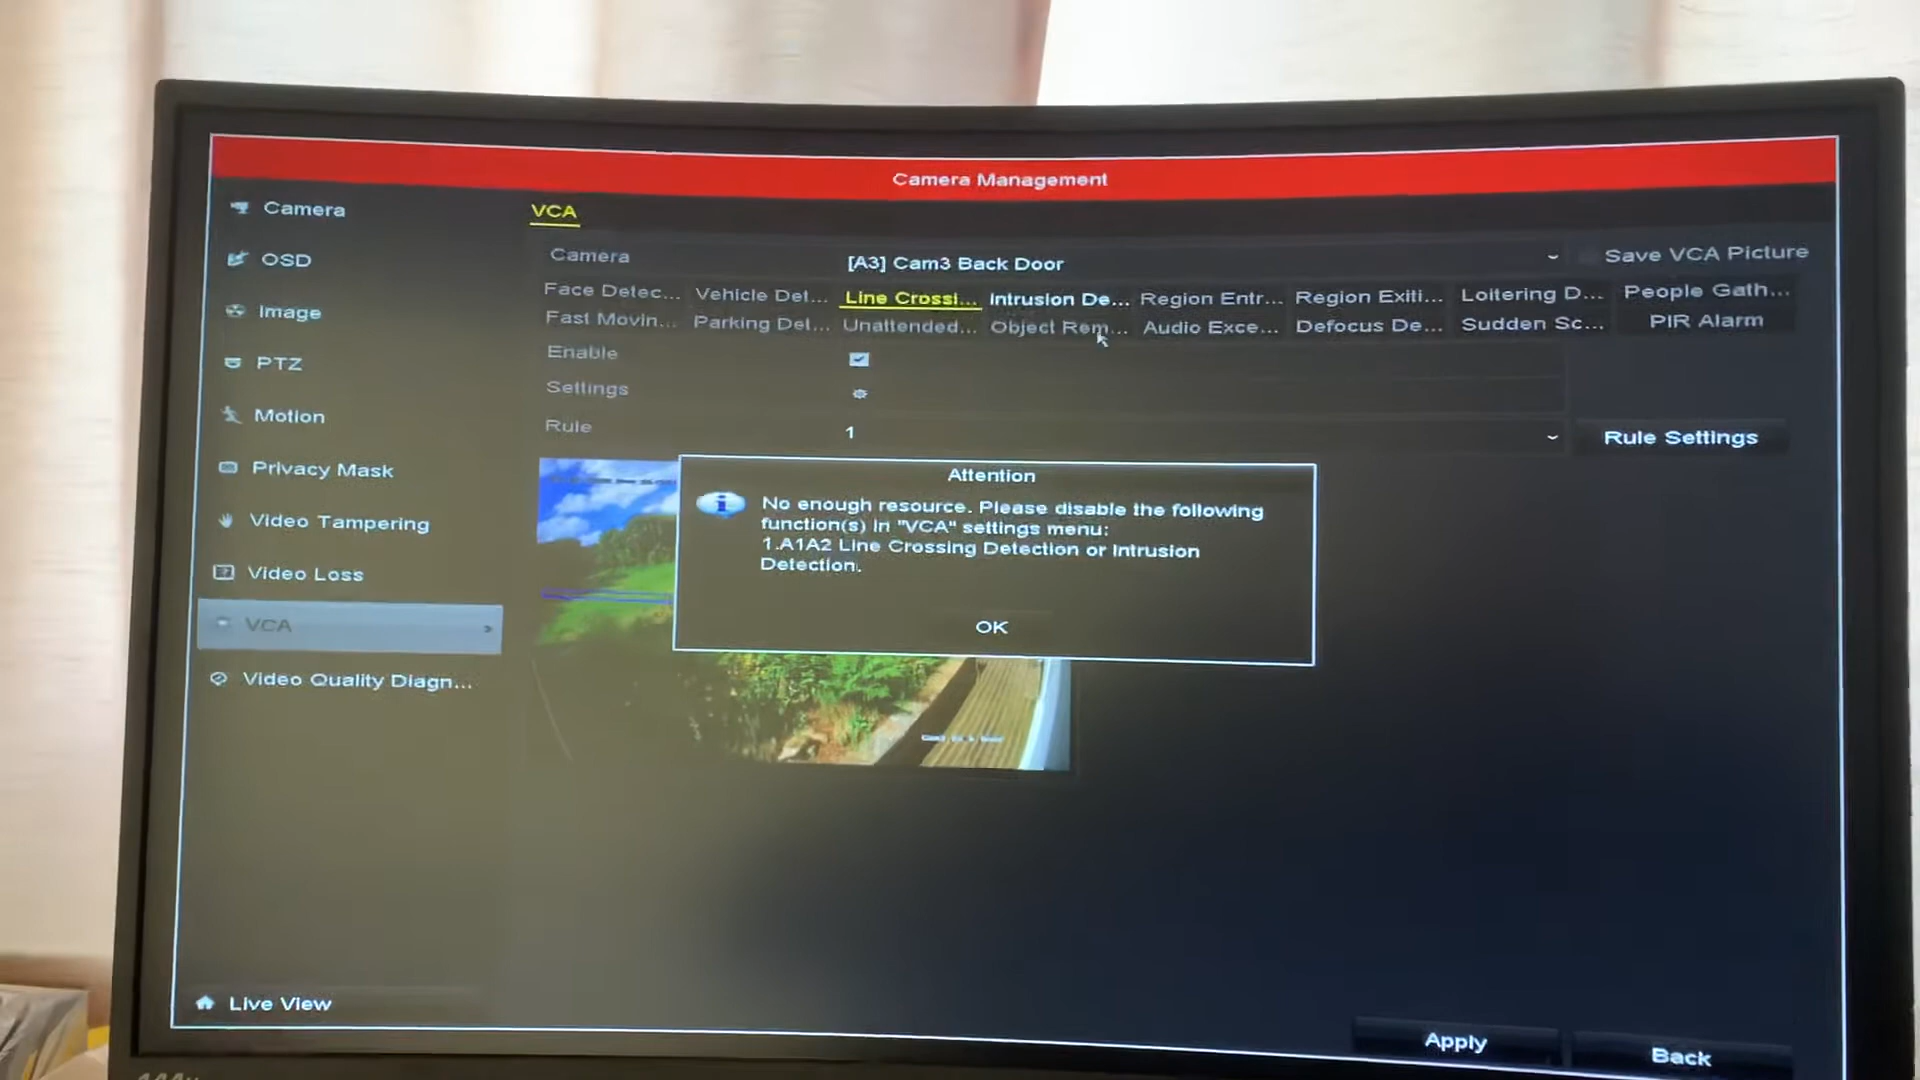 Camera Management
Camera
OSD
Image
PTZ
Motion
Privacy Mask
Video Tampering
Video Loss
VCA
Video Quality Diagn...
Live View
VCA
Camera
[A3] Cam3 Back Door
Save VCA Picture
Face Detec... Vehicle Det... Line Crossi... Intrusion De... Region Entr... Region Exiti... Loitering D... People Gath...
Fast Movin... Parking Det... Unattended... Object Rem... Audio Exce... Defocus De... Sudden Sc... PIR Alarm
Enable
Settings
Rule 1 Rule Settings
Attention
No enough resource. Please disable the following
function(s) in "VCA" settings menu:
1.A1A2 Line Crossing Detection or Intrusion
Detection.
OK
Apply
Back